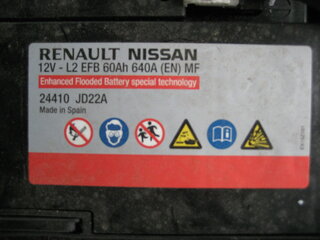 RENAULT NISSAN
12V - L2 EFB 60Ah 640A (EN) MF
Enhanced Flooded Battery special technology
24410 JD22A
Made in Spain